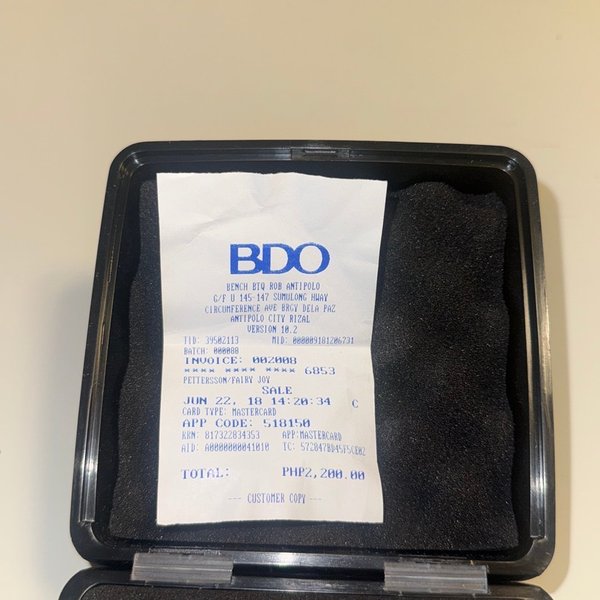 BDO
BENCH BTQ ROB ANTIPOLO
G/F U 145-147 SUMULONG HWAY
CIRCUMFERENCE AVE BRGY DELA PAZ
ANTIPOLO CITY RIZAL
VERSION 10.2
TID: 39502113 MID: 000009181206731
BATCH: 000088
INVOICE: 002008
**** **** **** 6853
PETTERSSON/FAIRY JOY
SALE
JUN 22, 18 14:20:34 C
CARD TYPE: MASTERCARD
APP CODE: 518150
RRN: 817322834353 APP:MASTERCARD
AID: A0000000041010 TC: 572847BD45F5CE02
TOTAL: PHP2,200.00
--- CUSTOMER COPY ---